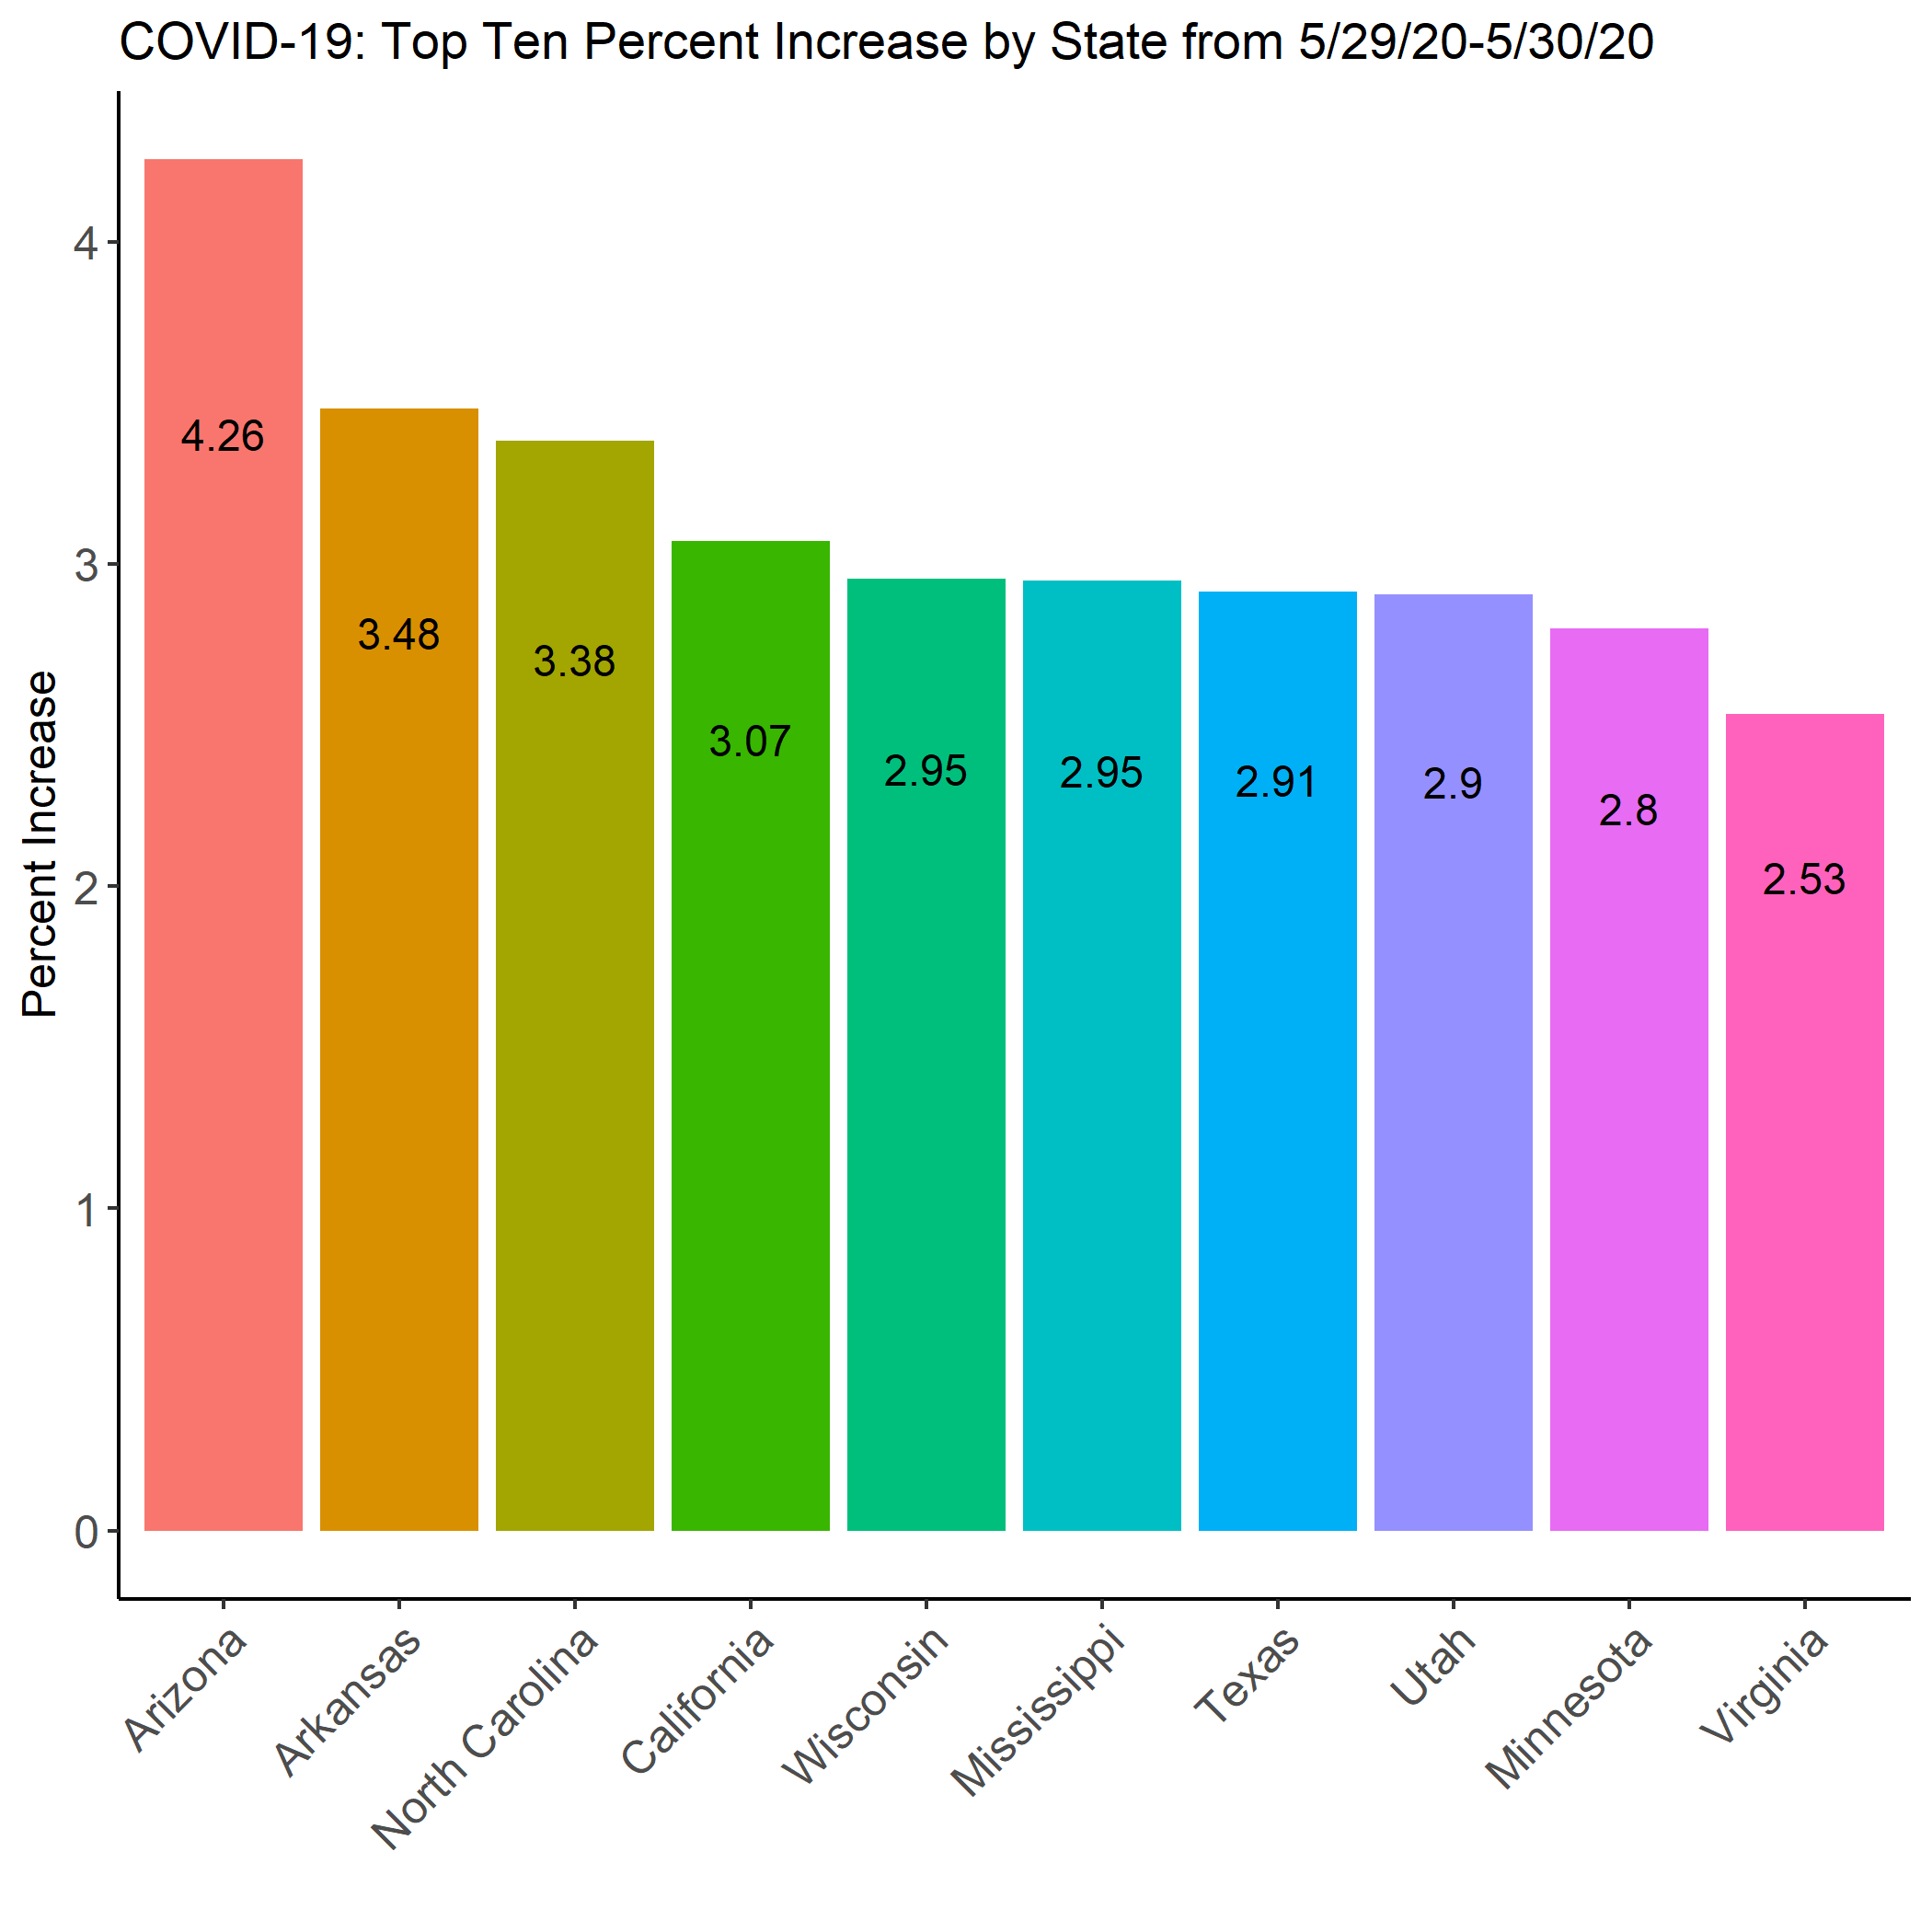 COVID-19: Top Ten Percent Increase by State from 5/29/20-5/30/20
Percent Increase
4
3
2
1
0
4.26
3.48
3.38
3.07
2.95
2.95
2.91
2.9
2.8
2.53
Arizona
Arkansas
North Carolina
California
Wisconsin
Mississippi
Texas
Utah
Minnesota
Virginia